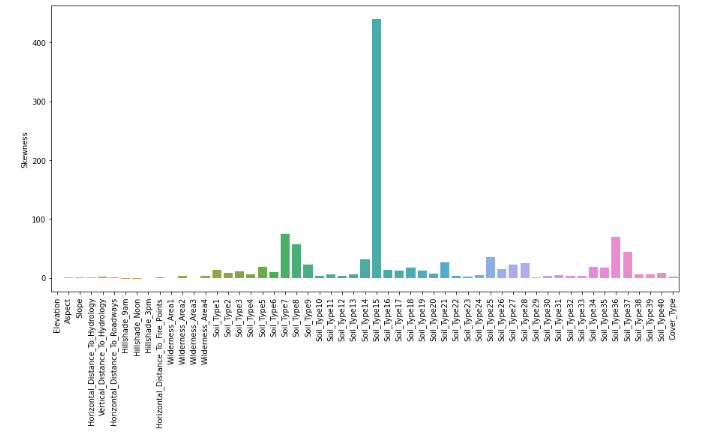 400
300
200
100
0
Skewness
Elevation
Aspect
Slope
Horizontal_Distance_To_Hydrology
Vertical_Distance_To_Hydrology
Horizontal_Distance_To_Roadways
Hillshade_9am
Hillshade_Noon
Hillshade_3pm
Horizontal_Distance_To_Fire_Points
Wilderness_Area1
Wilderness_Area2
Wilderness_Area3
Wilderness_Area4
Soil_Type1
Soil_Type2
Soil_Type3
Soil_Type4
Soil_Type5
Soil_Type6
Soil_Type7
Soil_Type8
Soil_Type9
Soil_Type10
Soil_Type11
Soil_Type12
Soil_Type13
Soil_Type14
Soil_Type15
Soil_Type16
Soil_Type17
Soil_Type18
Soil_Type19
Soil_Type20
Soil_Type21
Soil_Type22
Soil_Type23
Soil_Type24
Soil_Type25
Soil_Type26
Soil_Type27
Soil_Type28
Soil_Type29
Soil_Type30
Soil_Type31
Soil_Type32
Soil_Type33
Soil_Type34
Soil_Type35
Soil_Type36
Soil_Type37
Soil_Type38
Soil_Type39
Soil_Type40
Cover_Type